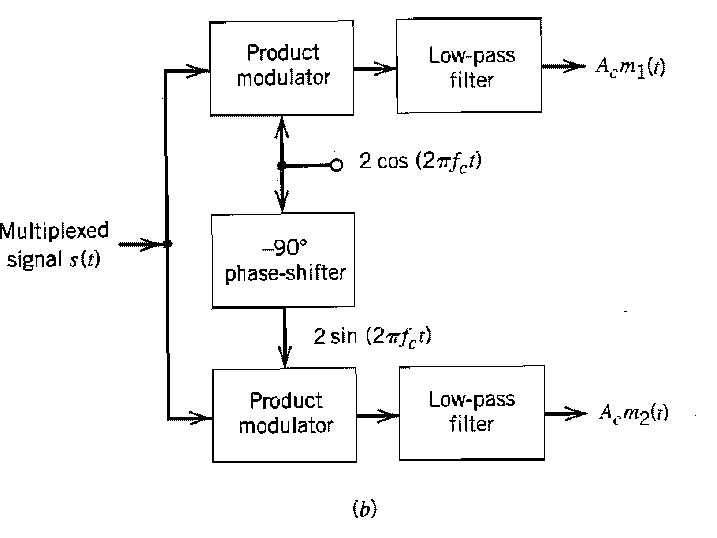 Product
modulator
Low-pass
filter
A_c m_1(t)
2 cos (2πf_c t)
Multiplexed
signal s(t)
–90°
phase-shifter
2 sin (2πf_c t)
Product
modulator
Low-pass
filter
A_c m_2(t)
(b)